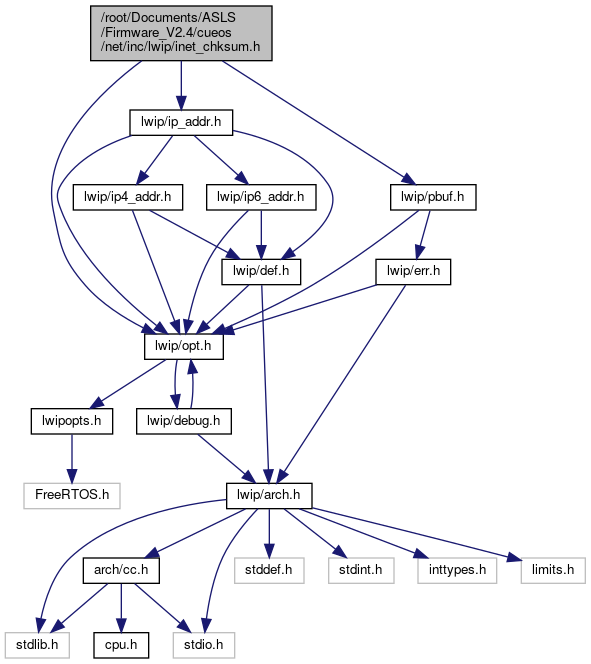 /root/Documents/ASLS
/Firmware_V2.4/cueos
/net/inc/lwip/inet_chksum.h
lwip/ip_addr.h
lwip/ip4_addr.h
lwip/ip6_addr.h
lwip/pbuf.h
lwip/def.h
lwip/err.h
lwip/opt.h
lwipopts.h
lwip/debug.h
FreeRTOS.h
lwip/arch.h
arch/cc.h
stddef.h
stdint.h
inttypes.h
limits.h
stdlib.h
cpu.h
stdio.h